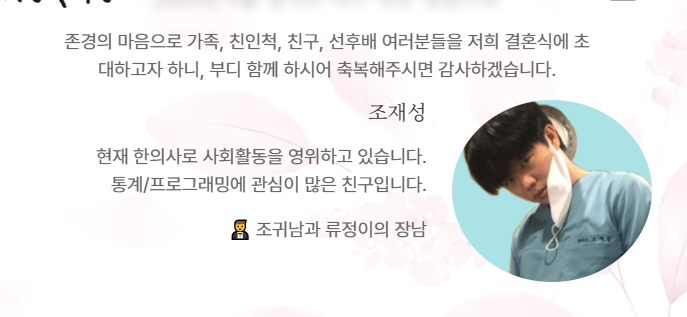 존경의 마음으로 가족, 친인척, 친구, 선후배 여러분들을 저희 결혼식에 초
대하고자 하니, 부디 함께 하시어 축복해주시면 감사하겠습니다.
조재성
현재 한의사로 사회활동을 영위하고 있습니다.
통계/프로그래밍에 관심이 많은 친구입니다.
조귀남과 류정이의 장남